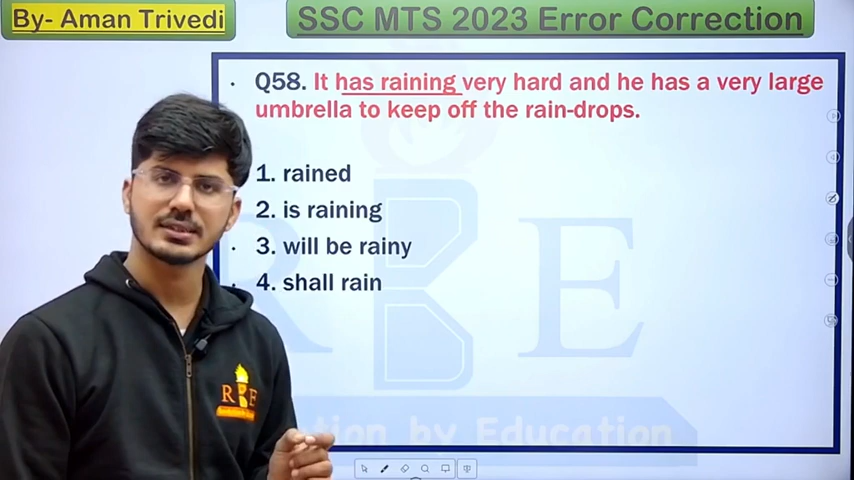 By- Aman Trivedi
SSC MTS 2023 Error Correction
Q58. It has raining very hard and he has a very large
umbrella to keep off the rain-drops.
1. rained
2. is raining
3. will be rainy
4. shall rain
R B E
tion by Education
R B E